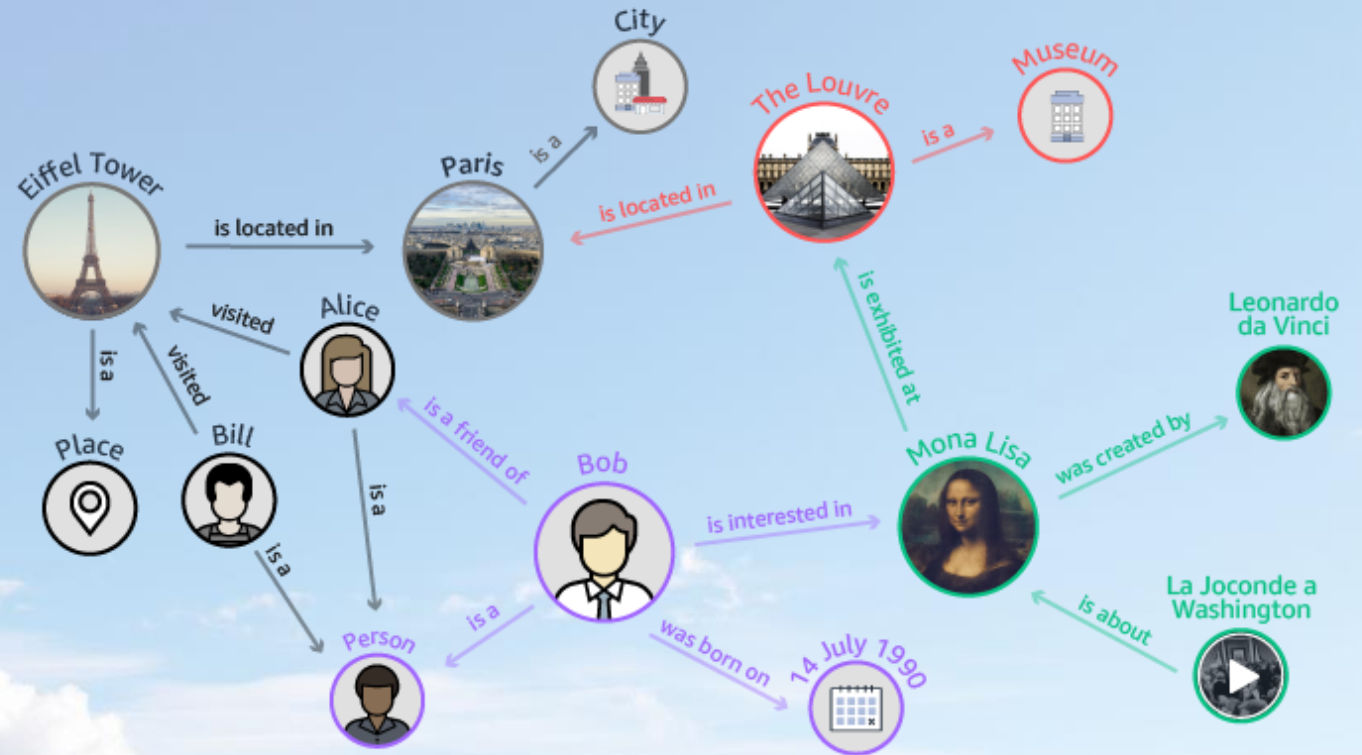 City
Museum
The Louvre
is a
is a
Eiffel Tower
Paris
is located in
is located in
Alice
visited
is exhibited at
Leonardo
da Vinci
is a
visited
Place
Bill
is a friend of
Bob
Mona Lisa
was created by
is a
is interested in
is a
La Joconde a
Washington
is about
Person
is a
was born on
14 July 1990